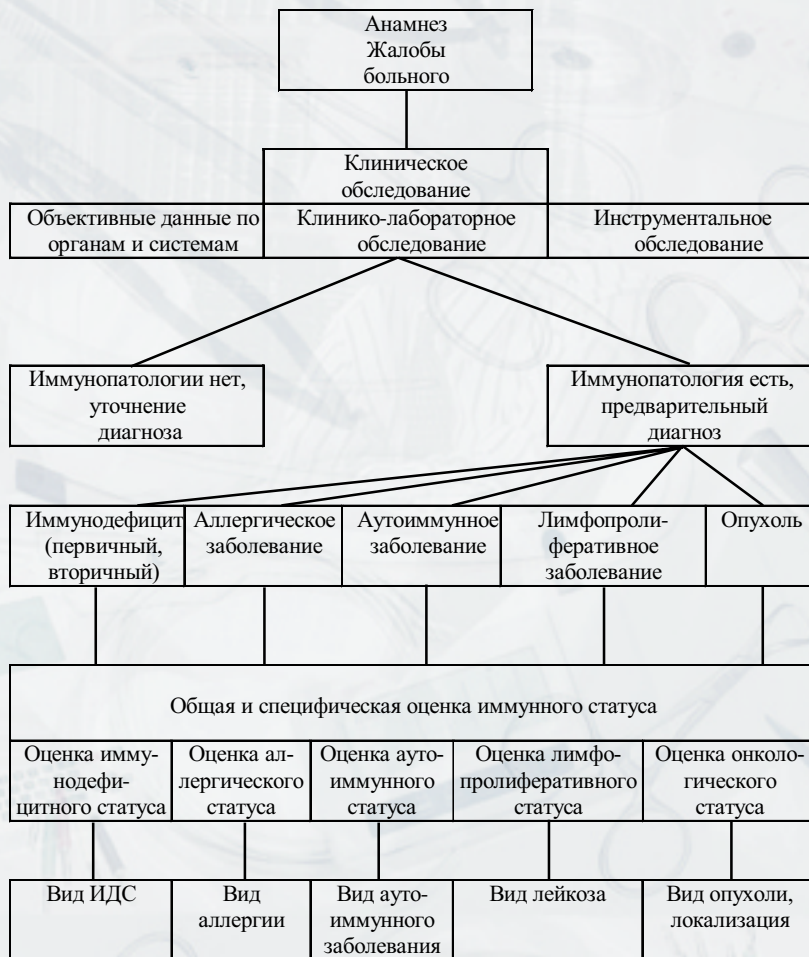 Анамнез
Жалобы
больного
Клиническое
обследование
Объективные данные по
органам и системам
Клинико-лабораторное
обследование
Инструментальное
обследование
Иммунопатологии нет,
уточнение
диагноза
Иммунопатология есть,
предварительный
диагноз
Иммунодефицит
(первичный,
вторичный)
Аллергическое
заболевание
Аутоиммунное
заболевание
Лимфопроли-
феративное
заболевание
Опухоль
Общая и специфическая оценка иммунного статуса
Оценка имму-
нодефи-
цитного статуса
Оценка ал-
лергического
статуса
Оценка ауто-
иммунного
статуса
Оценка лимфо-
пролиферативного
статуса
Оценка онколо-
гического
статуса
Вид ИДС
Вид
аллергии
Вид ауто-
иммунного
заболевания
Вид лейкоза
Вид опухоли,
локализация